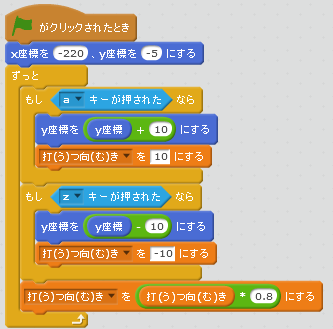 がクリックされたとき
x座標を -220 、y座標を -5 にする
ずっと
もし a キーが押された なら
y座標を y座標 + 10 にする
打(う)つ向(む)き を 10 にする
もし z キーが押された なら
y座標を y座標 - 10 にする
打(う)つ向(む)き を -10 にする
打(う)つ向(む)き を 打(う)つ向(む)き * 0.8 にする